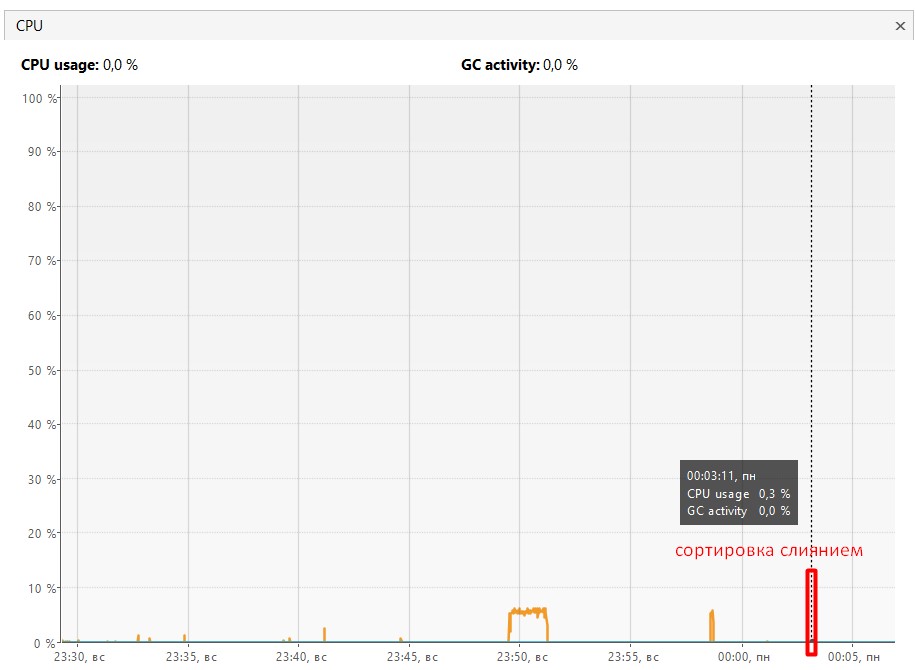 CPU
CPU usage: 0,0 %
GC activity: 0,0 %
100 %
90 %
80 %
70 %
60 %
50 %
40 %
30 %
20 %
10 %
0 %
00:03:11, пн
CPU usage 0,3 %
GC activity 0,0 %
сортировка слиянием
23:30, вс 23:35, вс 23:40, вс 23:45, вс 23:50, вс 23:55, вс 00:00, пн 00:05, пн